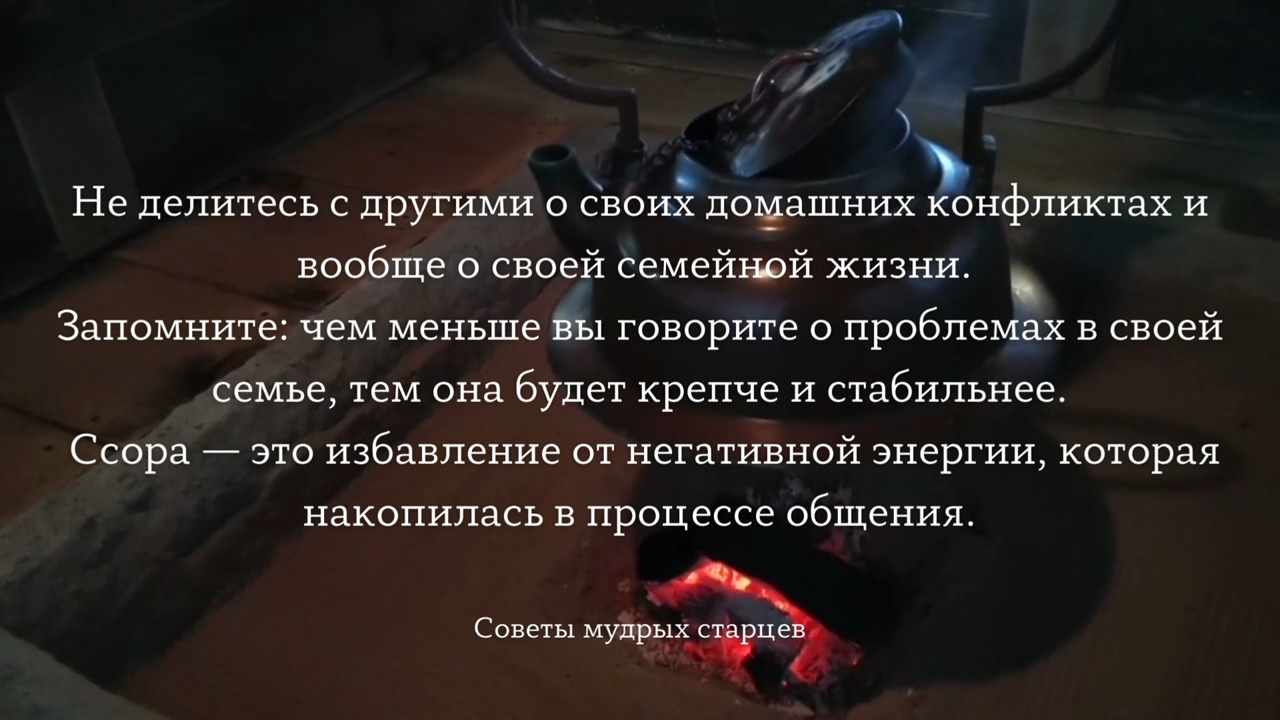 Не делитесь с другими о своих домашних конфликтах и
вообще о своей семейной жизни.
Запомните: чем меньше вы говорите о проблемах в своей
семье, тем она будет крепче и стабильнее.
Ссора — это избавление от негативной энергии, которая
накопилась в процессе общения.
Советы мудрых старцев